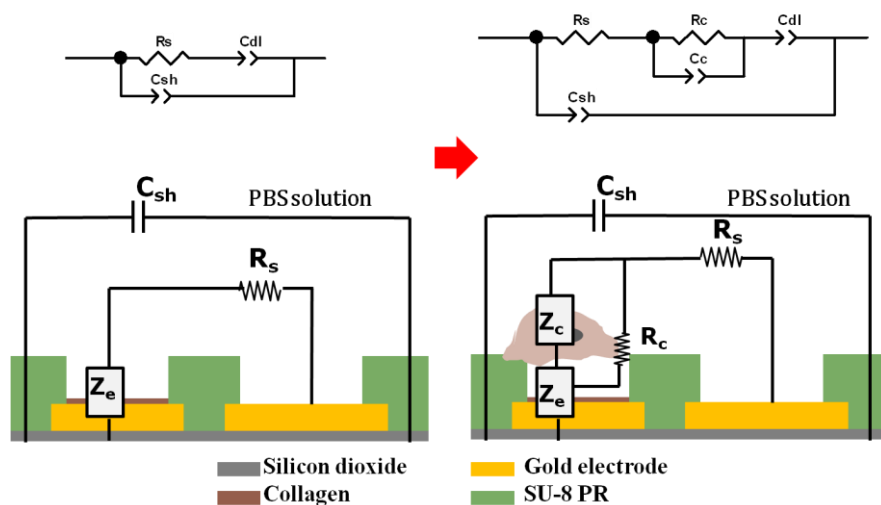 Rs
Cdl
Csh
Rs
Rc
Cdl
Cc
Csh
Csh
PBS solution
Rs
Ze
Csh
PBS solution
Rs
Zc
Rc
Ze
Silicon dioxide
Gold electrode
Collagen
SU-8 PR